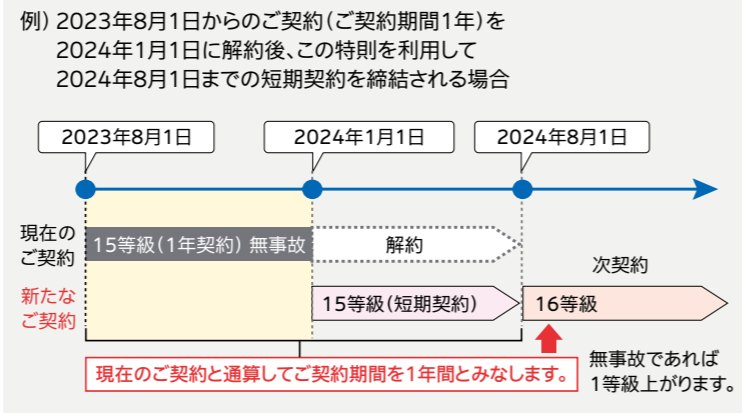 例）2023年8月1日からのご契約（ご契約期間1年）を
2024年1月1日に解約後、この特則を利用して
2024年8月1日までの短期契約を締結される場合
2023年8月1日
2024年1月1日
2024年8月1日
現在の
ご契約
15等級（1年契約）無事故
解約
次契約
新たな
ご契約
15等級（短期契約）
16等級
現在のご契約と通算してご契約期間を1年間とみなします。
無事故であれば
1等級上がります。